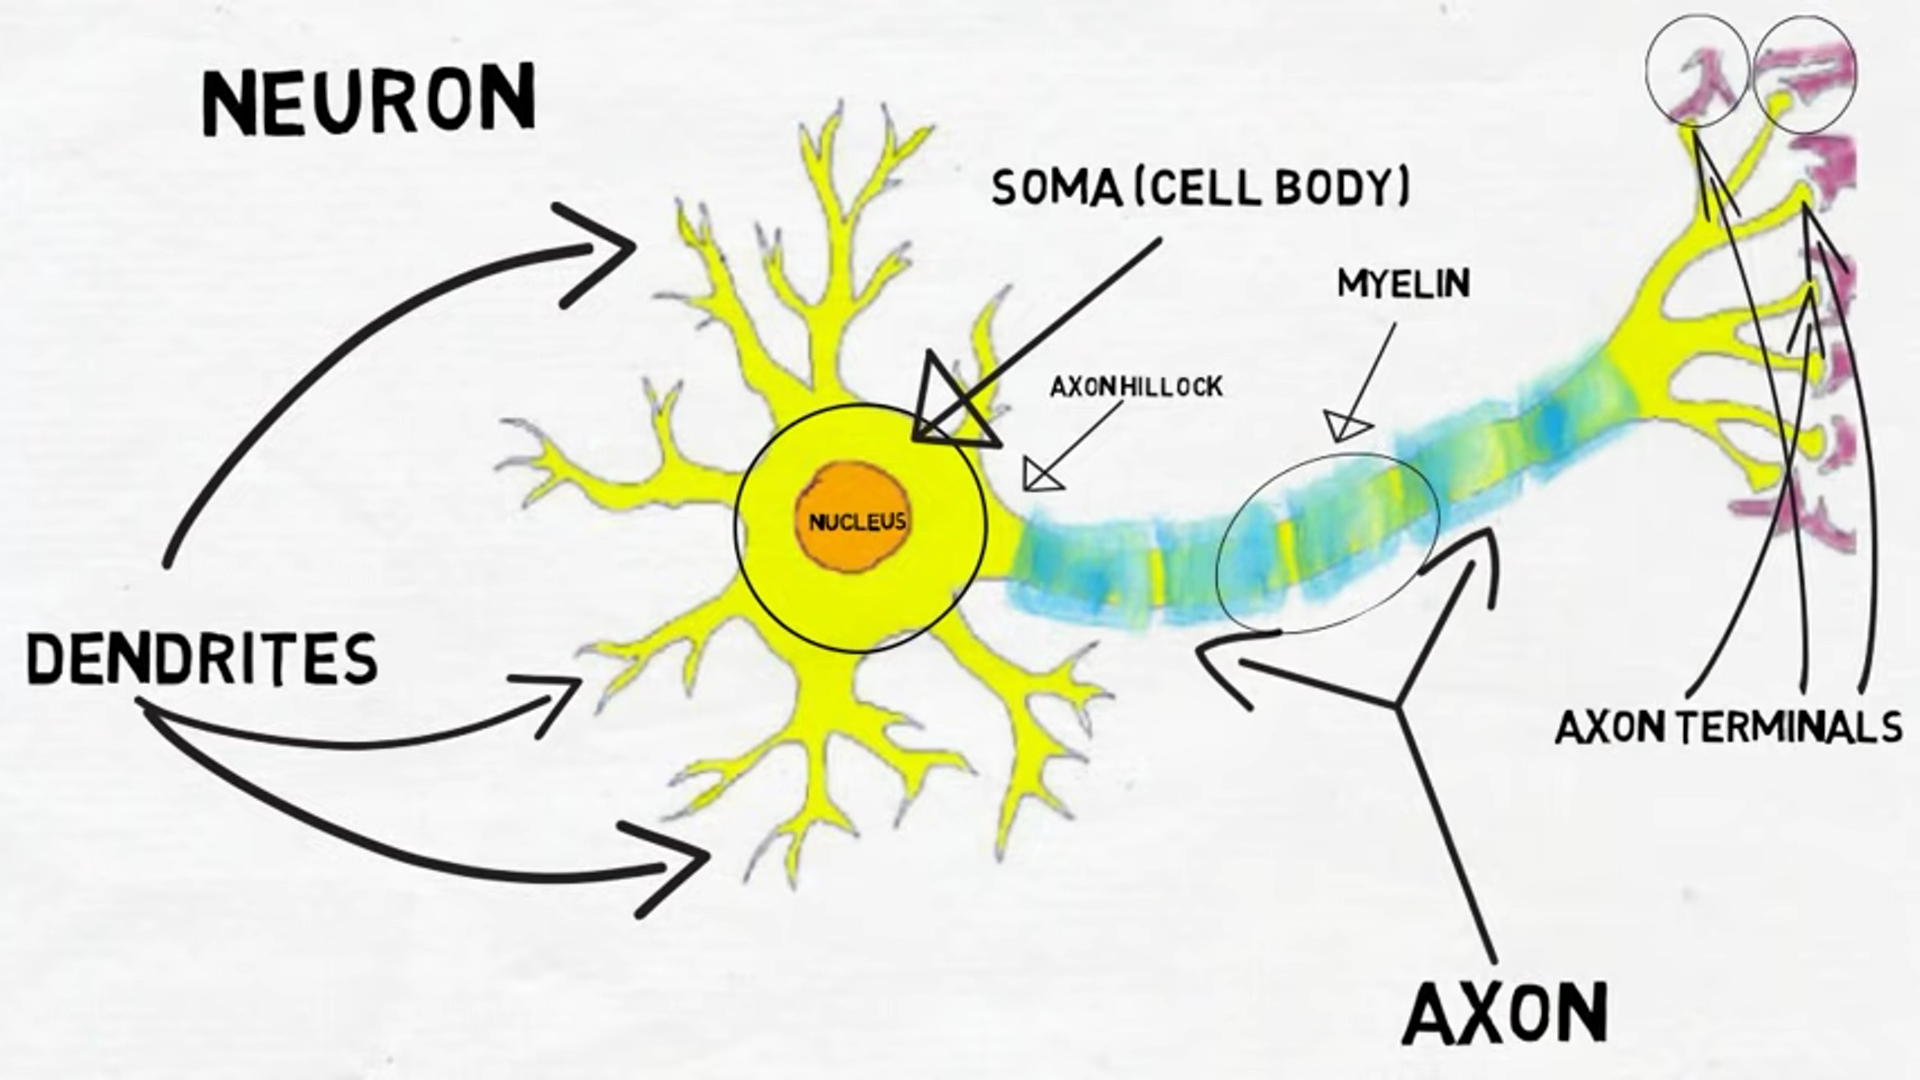 NEURON
SOMA (CELL BODY)
MYELIN
AXON HILLOCK
NUCLEUS
DENDRITES
AXON TERMINALS
AXON